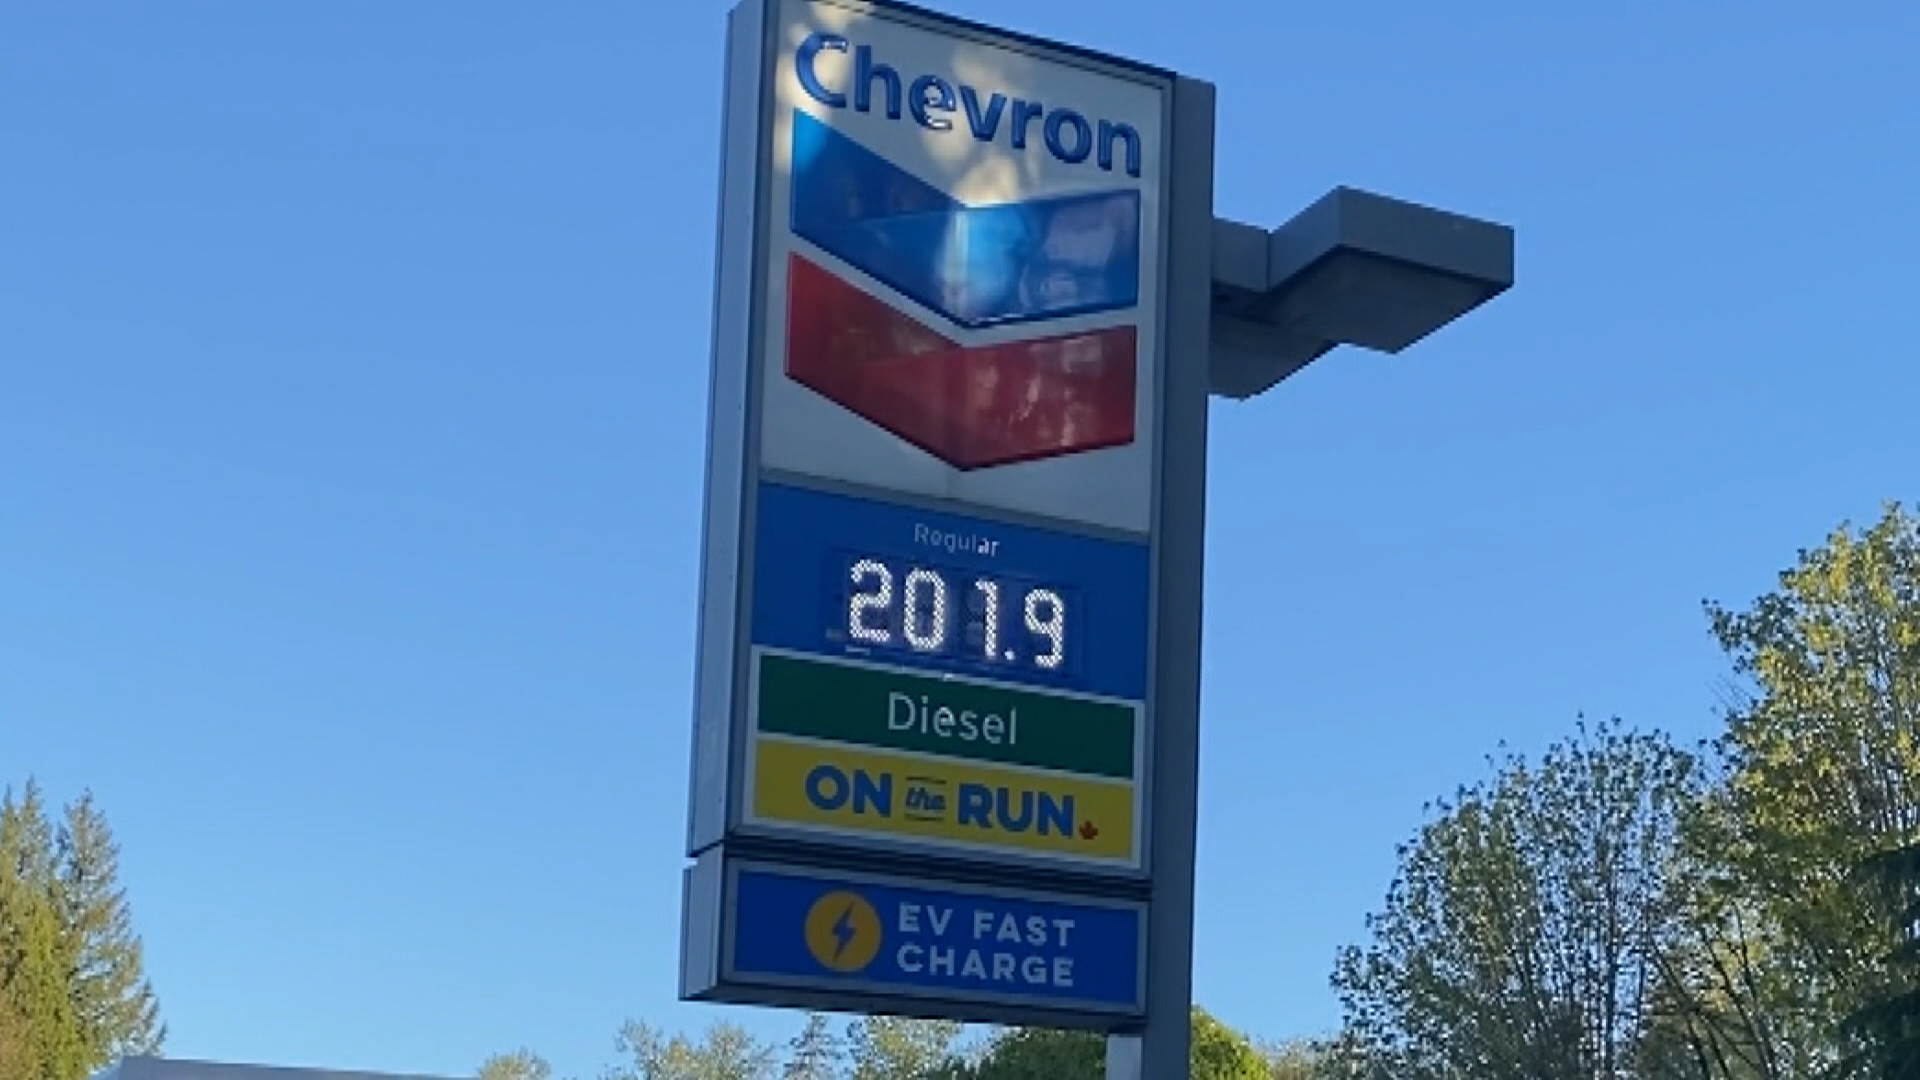 Chevron
Regular
201.9
Diesel
ON the RUN
EV FAST
CHARGE